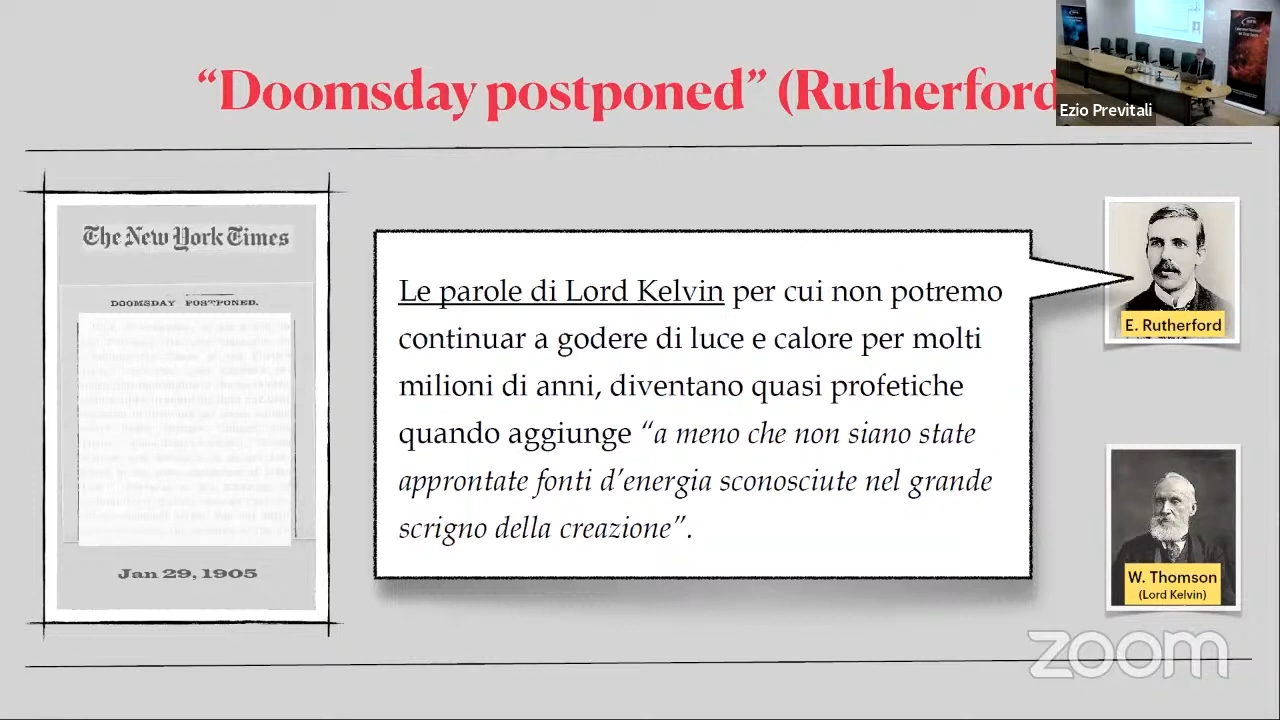 “Doomsday postponed” (Rutherford
Ezio Previtali
The New York Times
DOOMSDAY POSTPONED.
Jan 29, 1905
Le parole di Lord Kelvin per cui non potremo
continuar a godere di luce e calore per molti
milioni di anni, diventano quasi profetiche
quando aggiunge “a meno che non siano state
approntate fonti d’energia sconosciute nel grande
scrigno della creazione”.
E. Rutherford
W. Thomson
(Lord Kelvin)
zoom